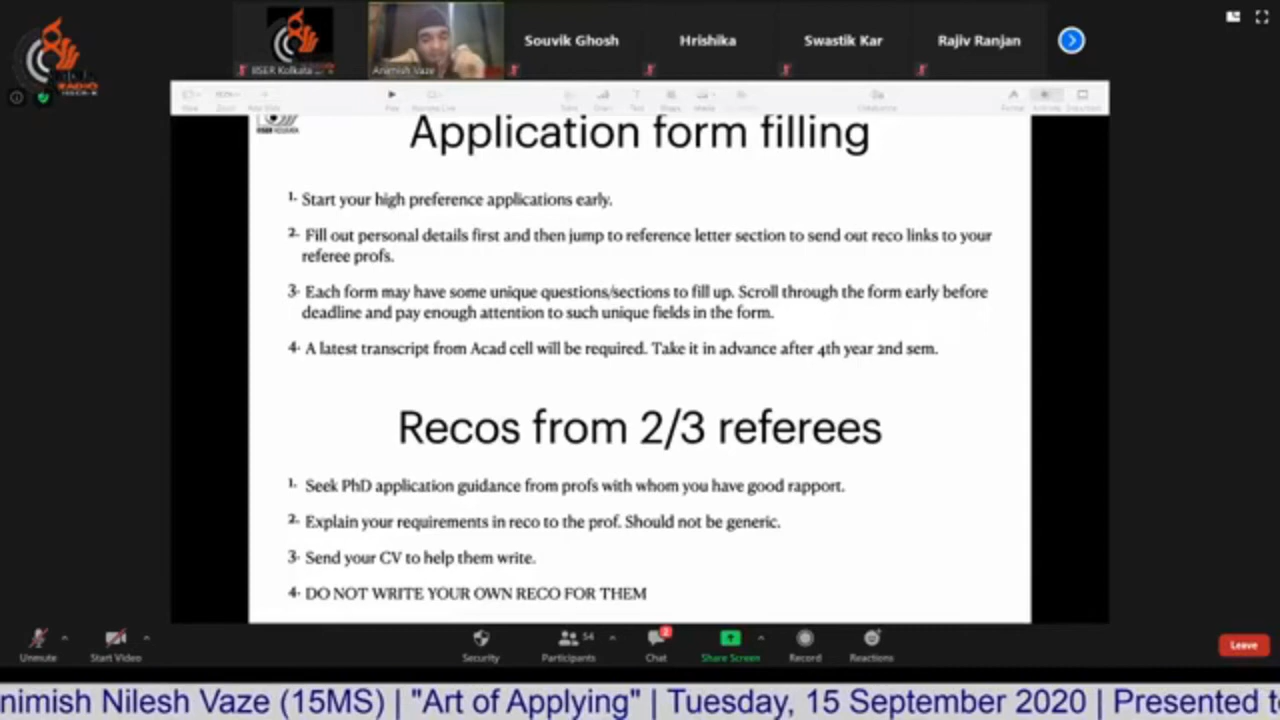 IISER Kolkata ...
Animish Vaze
Souvik Ghosh
Hrishika
Swastik Kar
Rajiv Ranjan
Application form filling
1. Start your high preference applications early.
2. Fill out personal details first and then jump to reference letter section to send out reco links to your
referee profs.
3. Each form may have some unique questions/sections to fill up. Scroll through the form early before
deadline and pay enough attention to such unique fields in the form.
4. A latest transcript from Acad cell will be required. Take it in advance after 4th year 2nd sem.
Recos from 2/3 referees
1. Seek PhD application guidance from profs with whom you have good rapport.
2. Explain your requirements in reco to the prof. Should not be generic.
3. Send your CV to help them write.
4. DO NOT WRITE YOUR OWN RECO FOR THEM
Unmute
Start Video
Security
54
Participants
2
Chat
Share Screen
Record
Reactions
Leave
nimish Nilesh Vaze (15MS) | "Art of Applying" | Tuesday, 15 September 2020 | Presented t